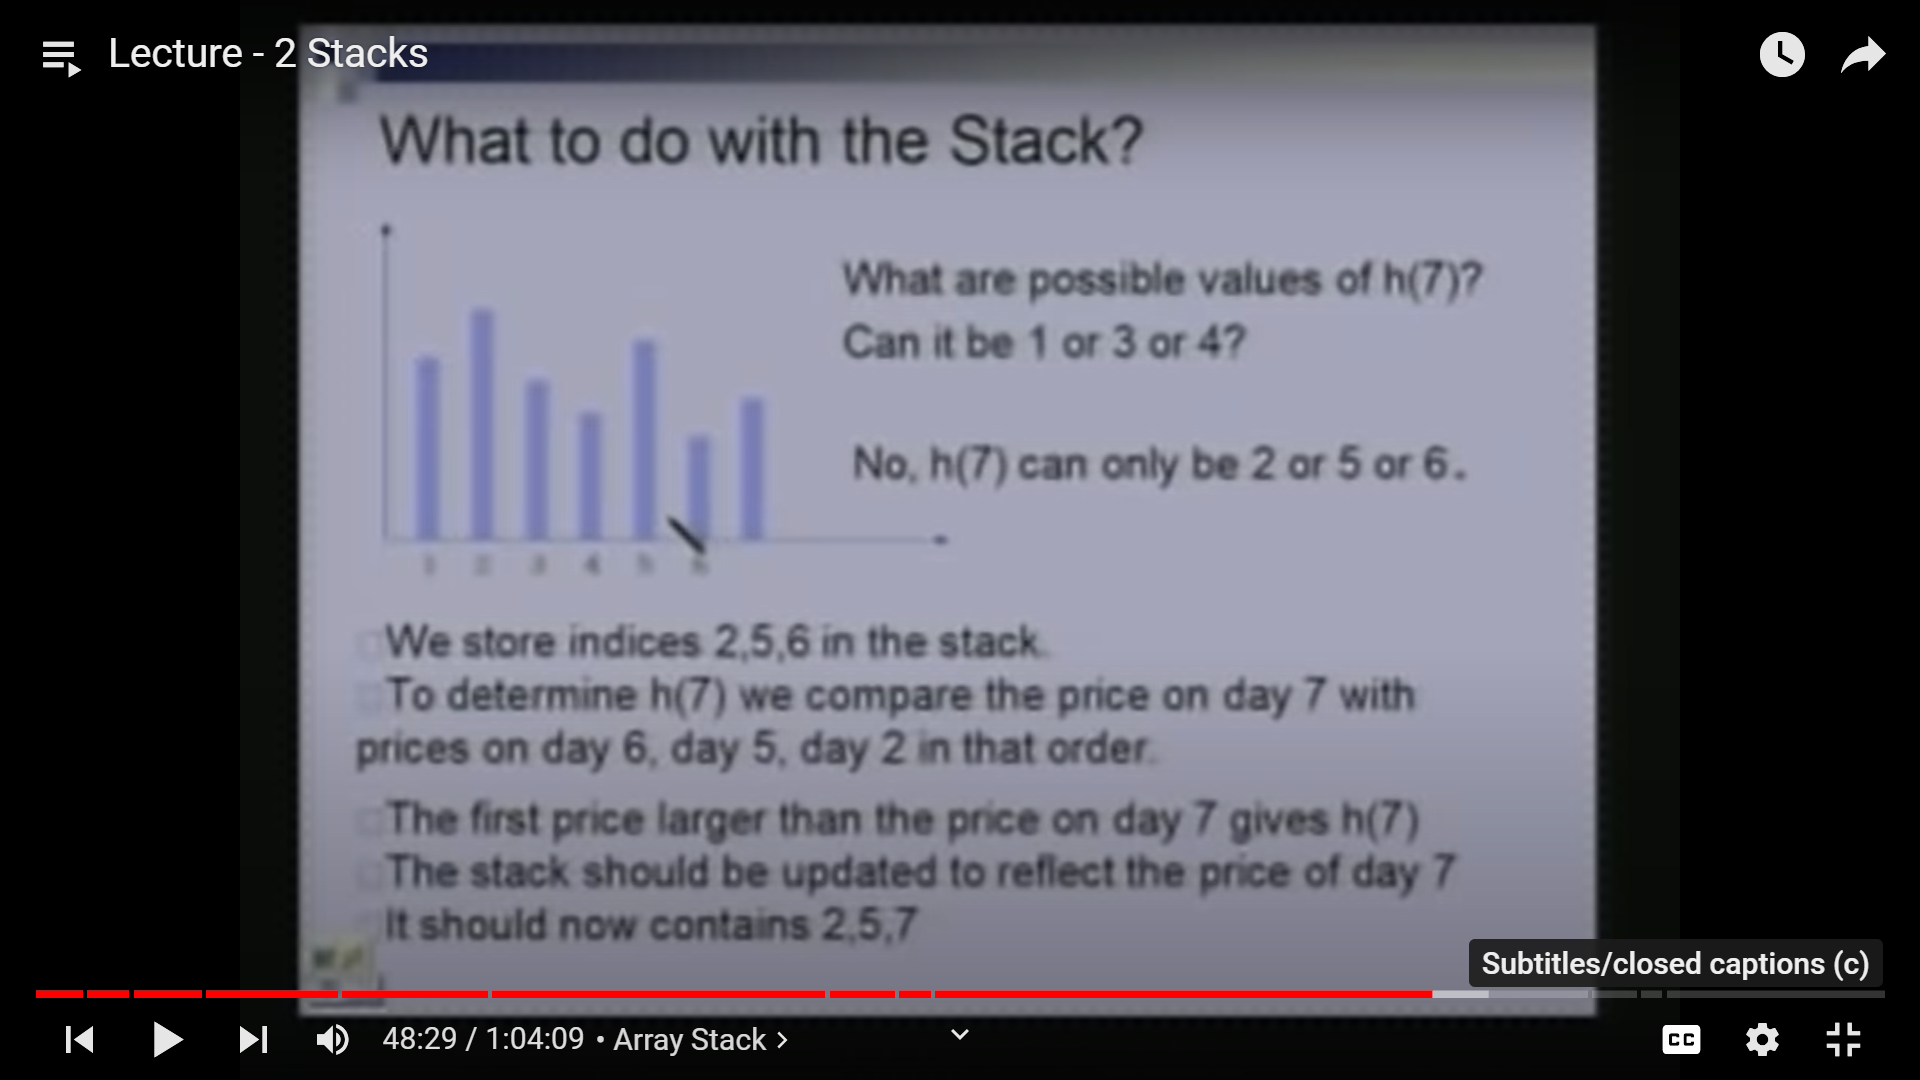 Lecture - 2 Stacks
What to do with the Stack?
What are possible values of h(7)?
Can it be 1 or 3 or 4?
No, h(7) can only be 2 or 5 or 6.
1 2 3 4 5 6
We store indices 2,5,6 in the stack.
To determine h(7) we compare the price on day 7 with
prices on day 6, day 5, day 2 in that order.
The first price larger than the price on day 7 gives h(7)
The stack should be updated to reflect the price of day 7
It should now contains 2,5,7
Subtitles/closed captions (c)
48:29 / 1:04:09 • Array Stack >
CC